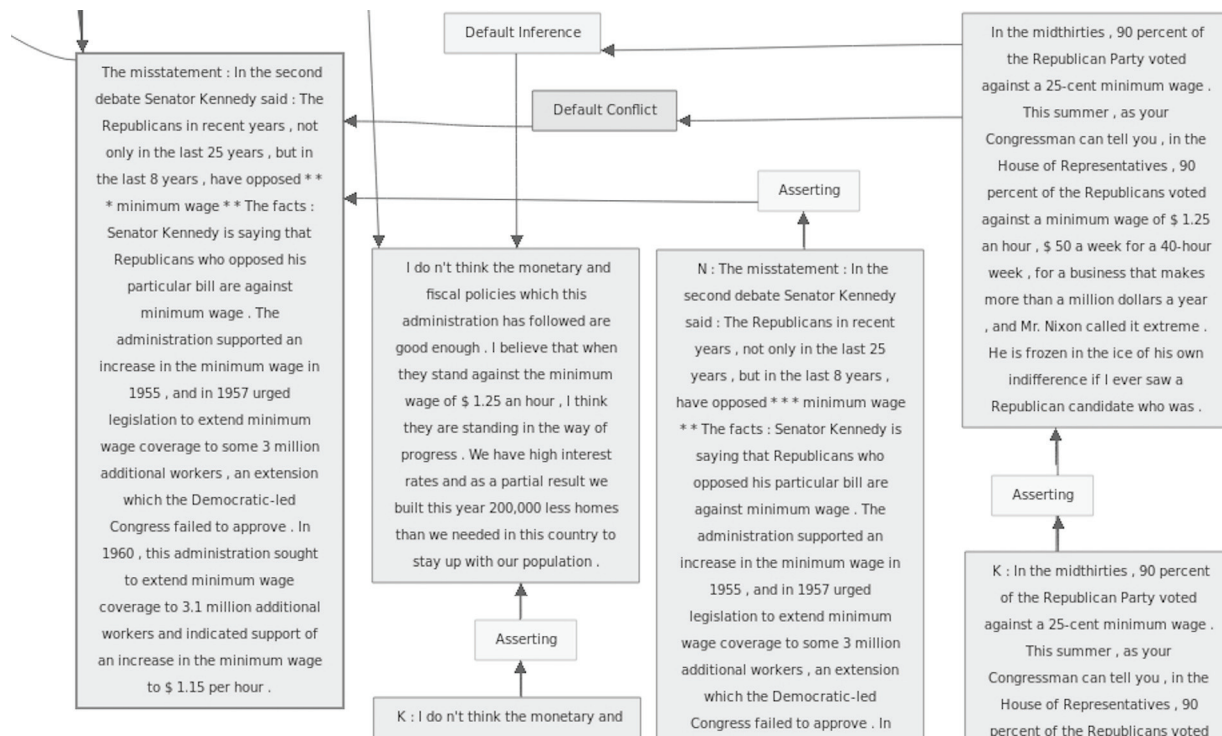 Default Inference
Default Conflict
Asserting
The misstatement : In the second
debate Senator Kennedy said : The
Republicans in recent years , not
only in the last 25 years , but in
the last 8 years , have opposed * *
* minimum wage * * The facts :
Senator Kennedy is saying that
Republicans who opposed his
particular bill are against
minimum wage . The
administration supported an
increase in the minimum wage in
1955 , and in 1957 urged
legislation to extend minimum
wage coverage to some 3 million
additional workers , an extension
which the Democratic-led
Congress failed to approve . In
1960 , this administration sought
to extend minimum wage
coverage to 3.1 million additional
workers and indicated support of
an increase in the minimum wage
to $ 1.15 per hour .
I do n't think the monetary and
fiscal policies which this
administration has followed are
good enough . I believe that when
they stand against the minimum
wage of $ 1.25 an hour , I think
they are standing in the way of
progress . We have high interest
rates and as a partial result we
built this year 200,000 less homes
than we needed in this country to
stay up with our population .
Asserting
K : I do n't think the monetary and
N : The misstatement : In the
second debate Senator Kennedy
said : The Republicans in recent
years , not only in the last 25
years , but in the last 8 years ,
have opposed * * * minimum wage
* * The facts : Senator Kennedy is
saying that Republicans who
opposed his particular bill are
against minimum wage . The
administration supported an
increase in the minimum wage in
1955 , and in 1957 urged
legislation to extend minimum
wage coverage to some 3 million
additional workers , an extension
which the Democratic-led
Congress failed to approve . In
In the midthirties , 90 percent of
the Republican Party voted
against a 25-cent minimum wage .
This summer , as your
Congressman can tell you , in the
House of Representatives , 90
percent of the Republicans voted
against a minimum wage of $ 1.25
an hour , $ 50 a week for a 40-hour
week , for a business that makes
more than a million dollars a year
, and Mr. Nixon called it extreme .
He is frozen in the ice of his own
indifference if I ever saw a
Republican candidate who was .
Asserting
K : In the midthirties , 90 percent
of the Republican Party voted
against a 25-cent minimum wage .
This summer , as your
Congressman can tell you , in the
House of Representatives , 90
percent of the Republicans voted